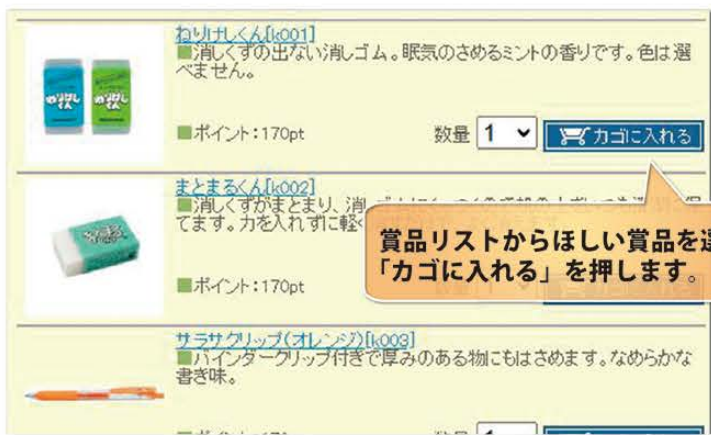 ねりけしくん[k001]
■消しくずの出ない消しゴム。眠気のさめるミントの香りです。色は選
べません。
■ポイント:170pt 数量 1 カゴに入れる
まとまるくん[k002]
■消しくずがまとまり、消
てます。力を入れずに軽く
賞品リストからほしい賞品を選
「カゴに入れる」を押します。
■ポイント:170pt
サラサクリップ(オレンジ)[k003]
■バインダークリップ付きで厚みのある物にもはさめます。なめらかな
書き味。